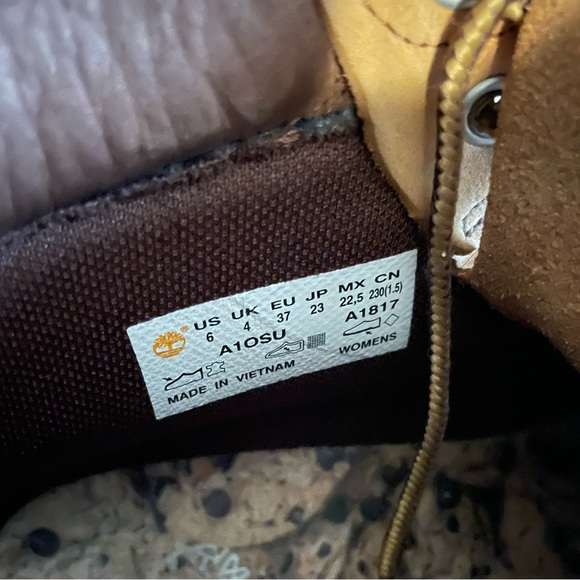 US UK EU JP MX CN
6 4 37 23 22,5 230(1.5)
A1OSU A1817
MADE IN VIETNAM WOMENS